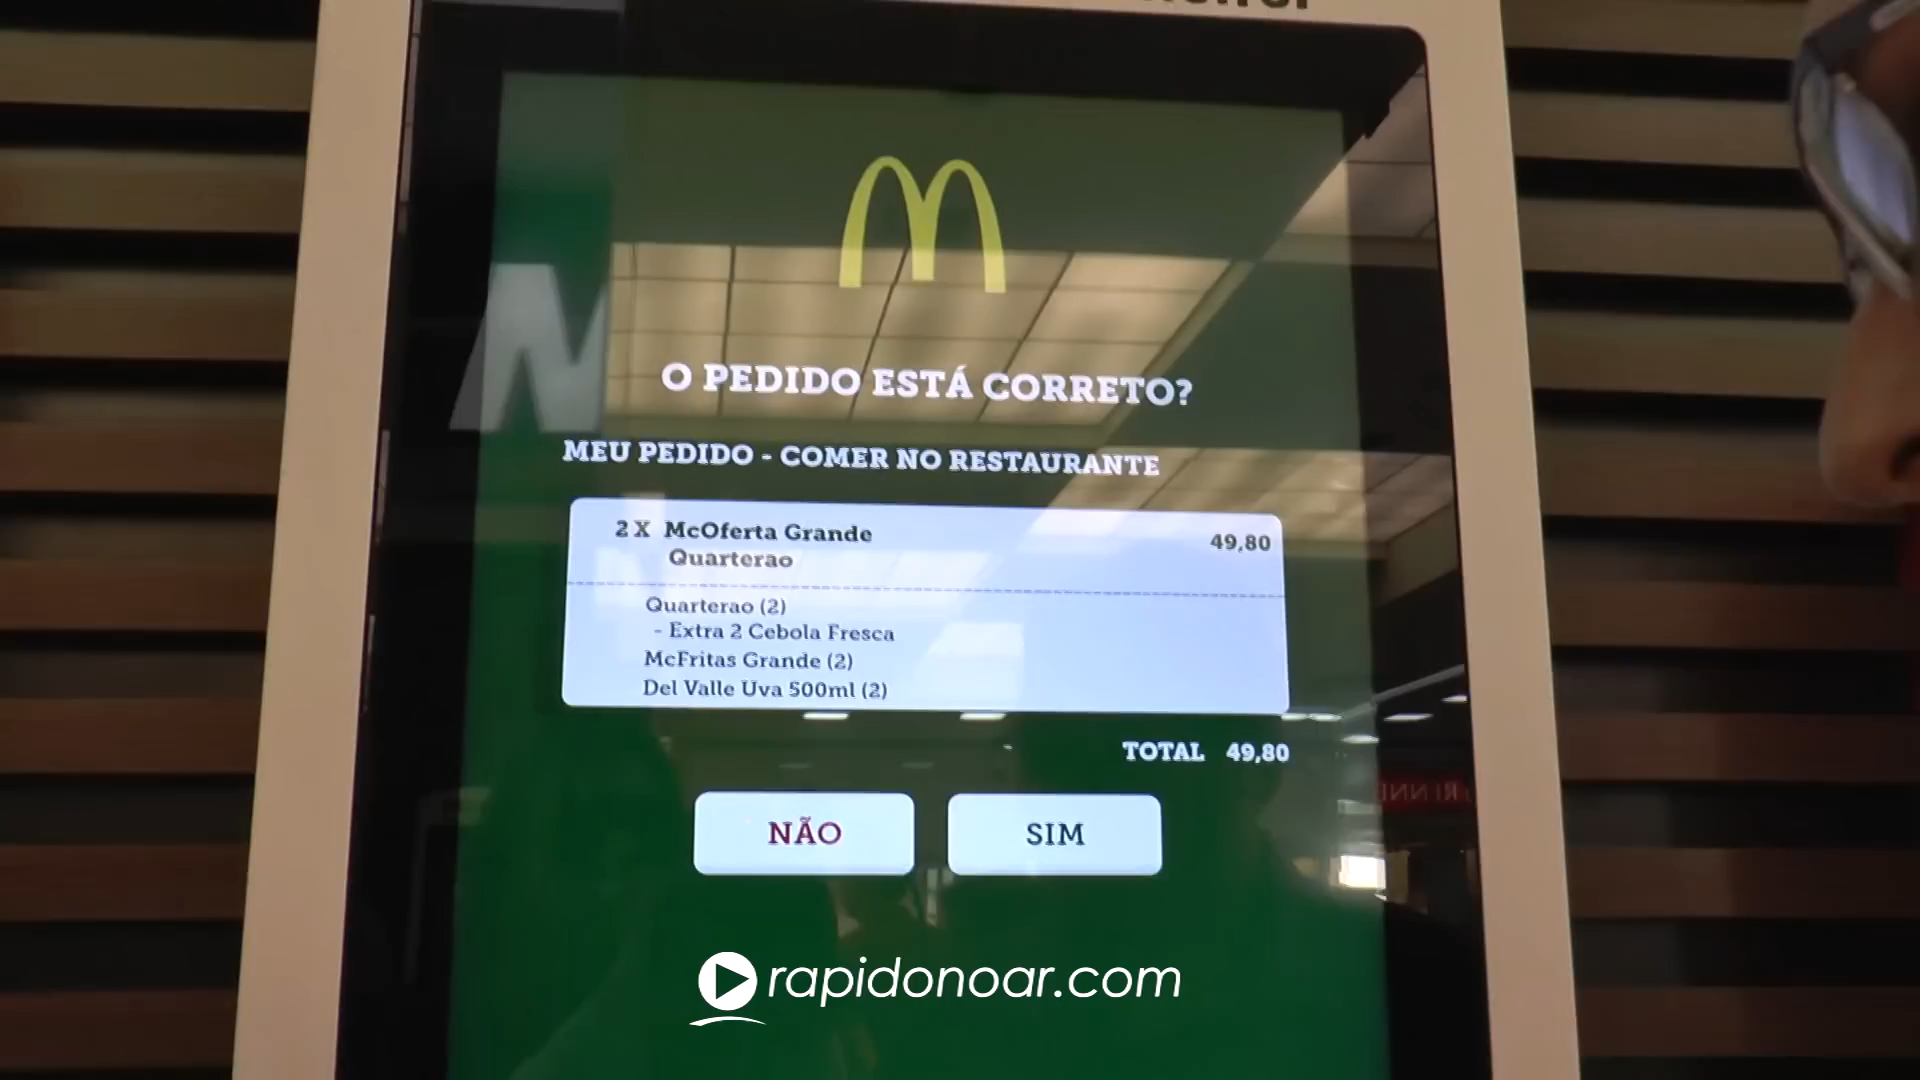 O PEDIDO ESTÁ CORRETO?
MEU PEDIDO - COMER NO RESTAURANTE
2 X McOferta Grande 49,80
Quarterao
Quarterao (2)
- Extra 2 Cebola Fresca
McFritas Grande (2)
Del Valle Uva 500ml (2)
TOTAL 49,80
NÃO SIM
rapidonoar.com